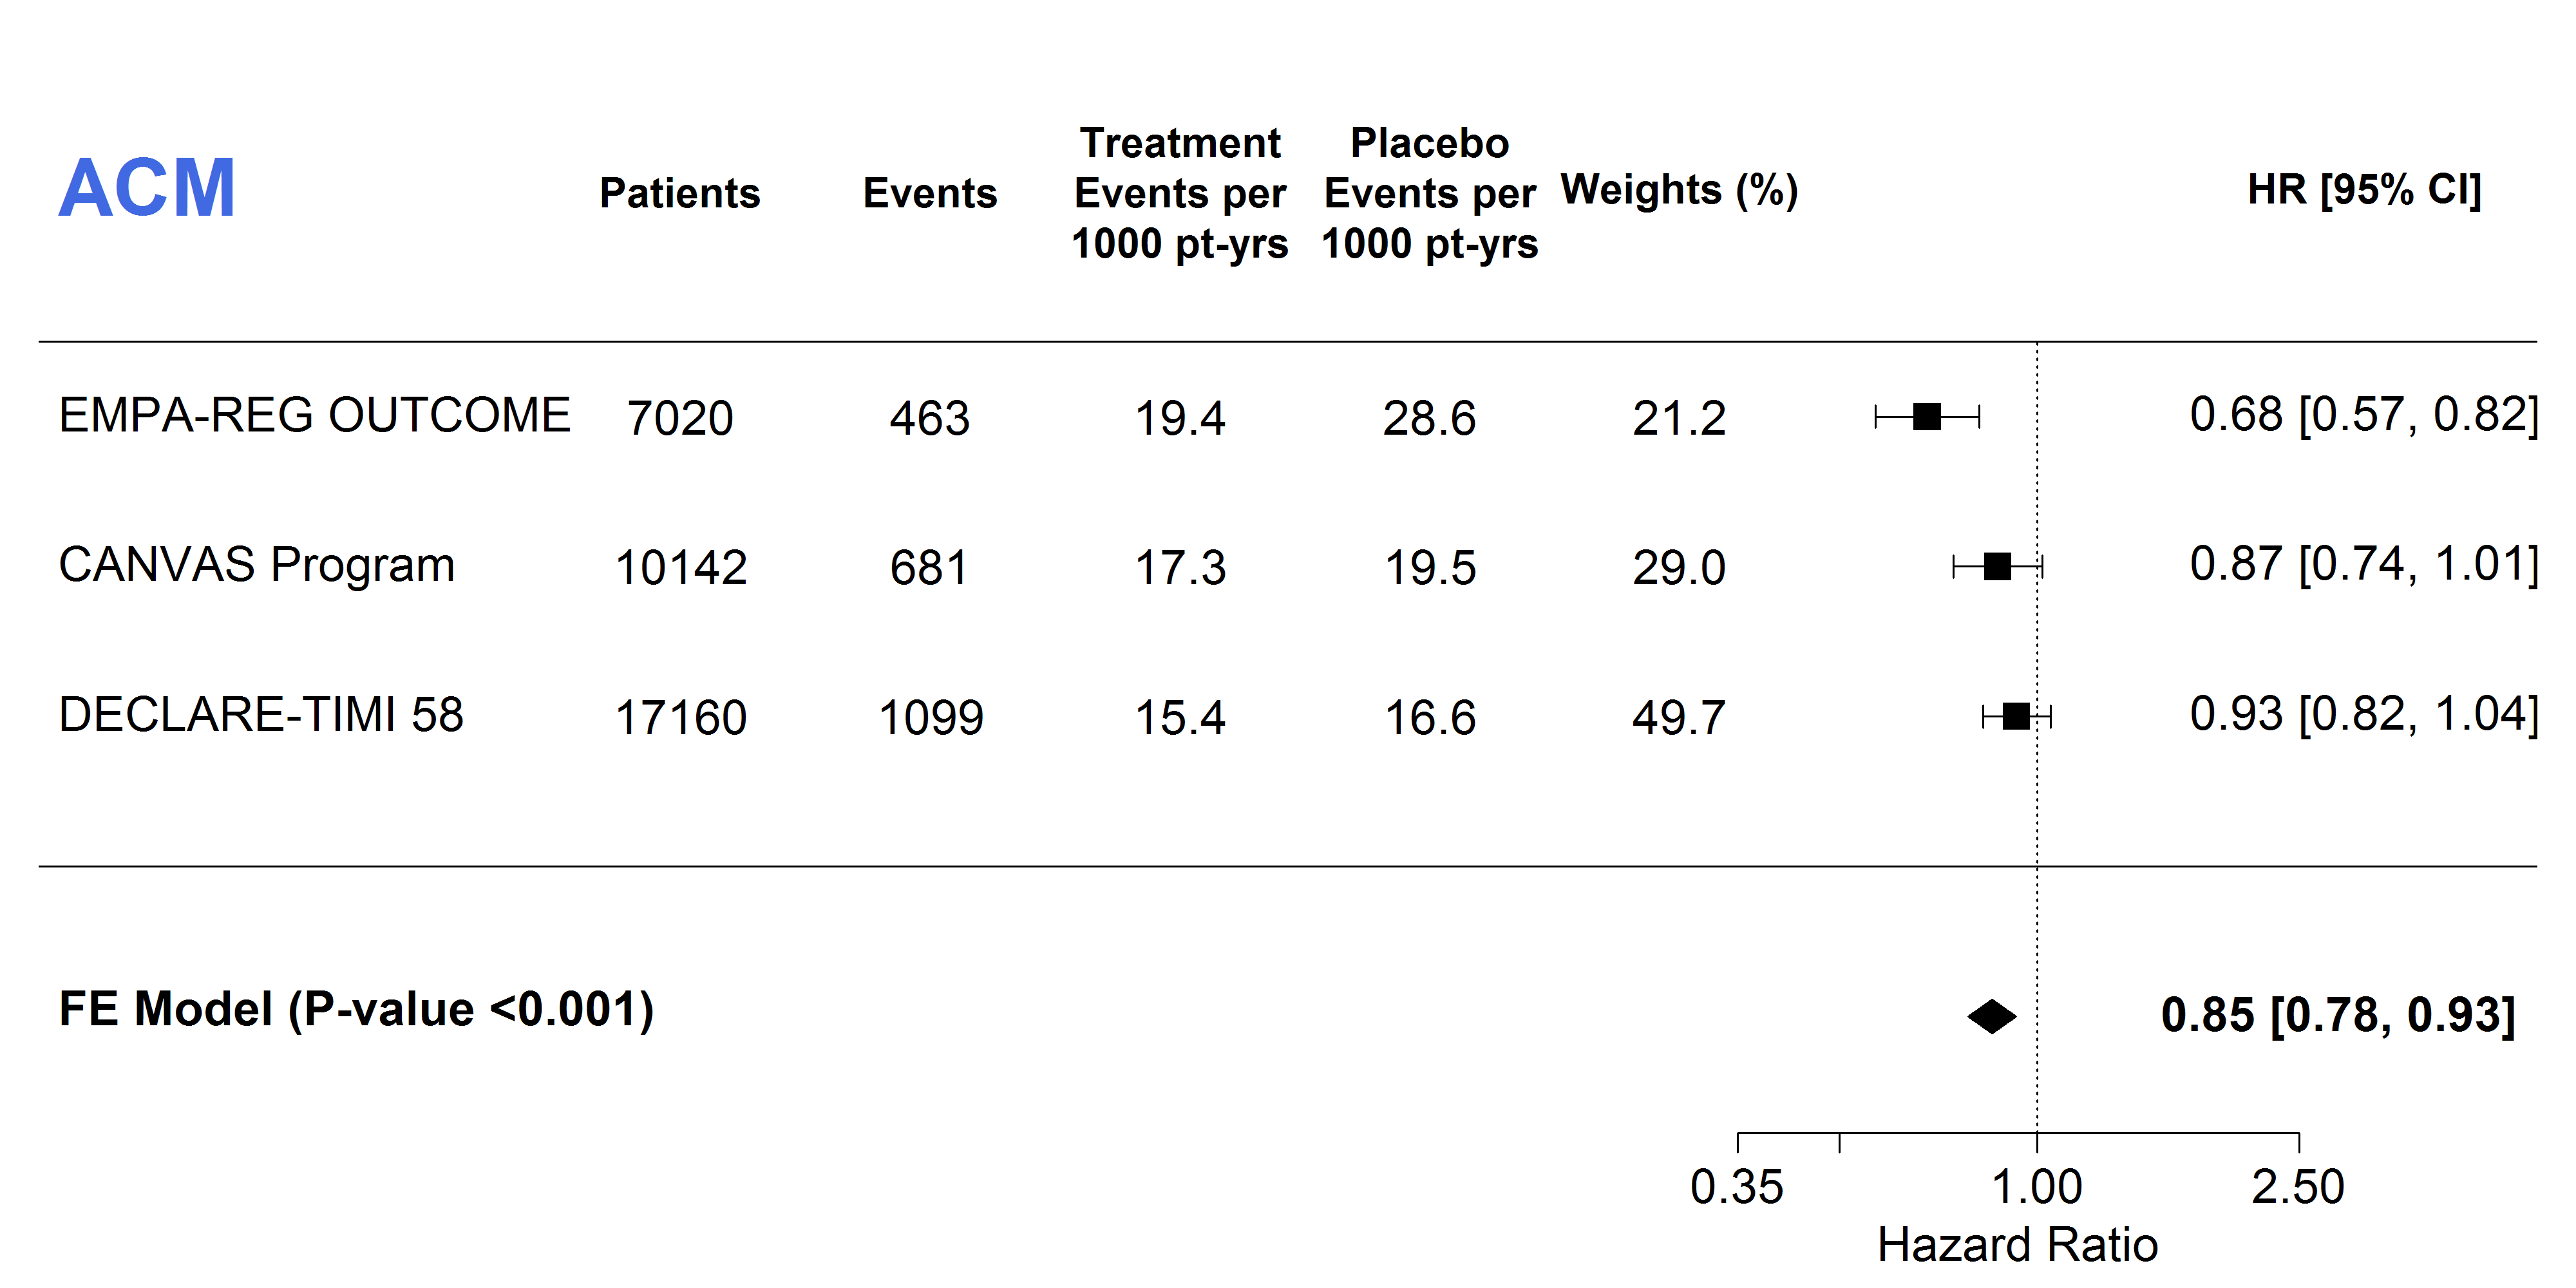 ACM
Patients
Events
Treatment
Events per
1000 pt-yrs
Placebo
Events per
1000 pt-yrs
Weights (%)
HR [95% CI]
EMPA-REG OUTCOME 7020 463 19.4 28.6 21.2 0.68 [0.57, 0.82]
CANVAS Program 10142 681 17.3 19.5 29.0 0.87 [0.74, 1.01]
DECLARE-TIMI 58 17160 1099 15.4 16.6 49.7 0.93 [0.82, 1.04]
FE Model (P-value <0.001) 0.85 [0.78, 0.93]
0.35 1.00 2.50
Hazard Ratio